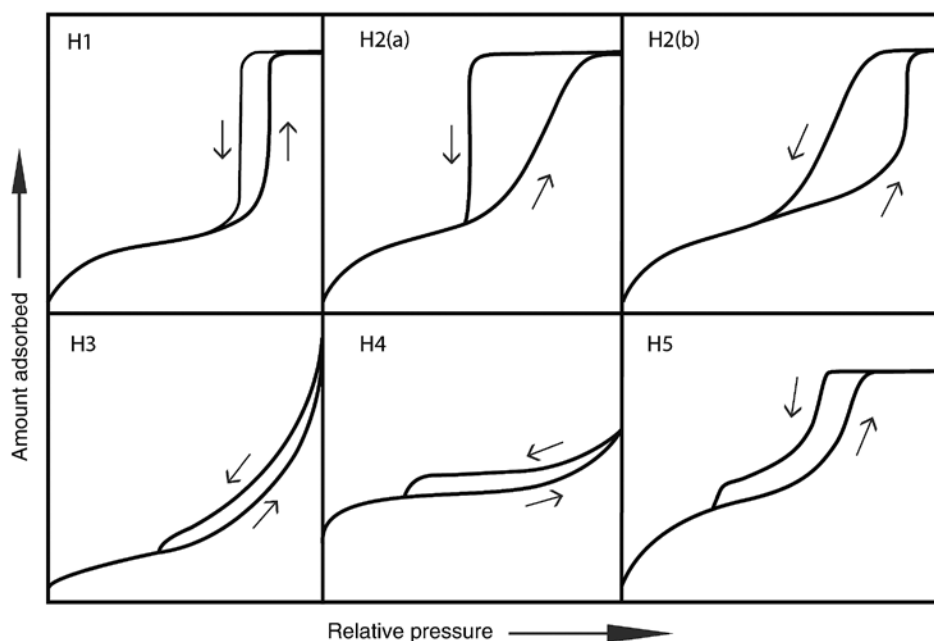 H1
H2(a)
H2(b)
H3
H4
H5
Amount adsorbed
Relative pressure